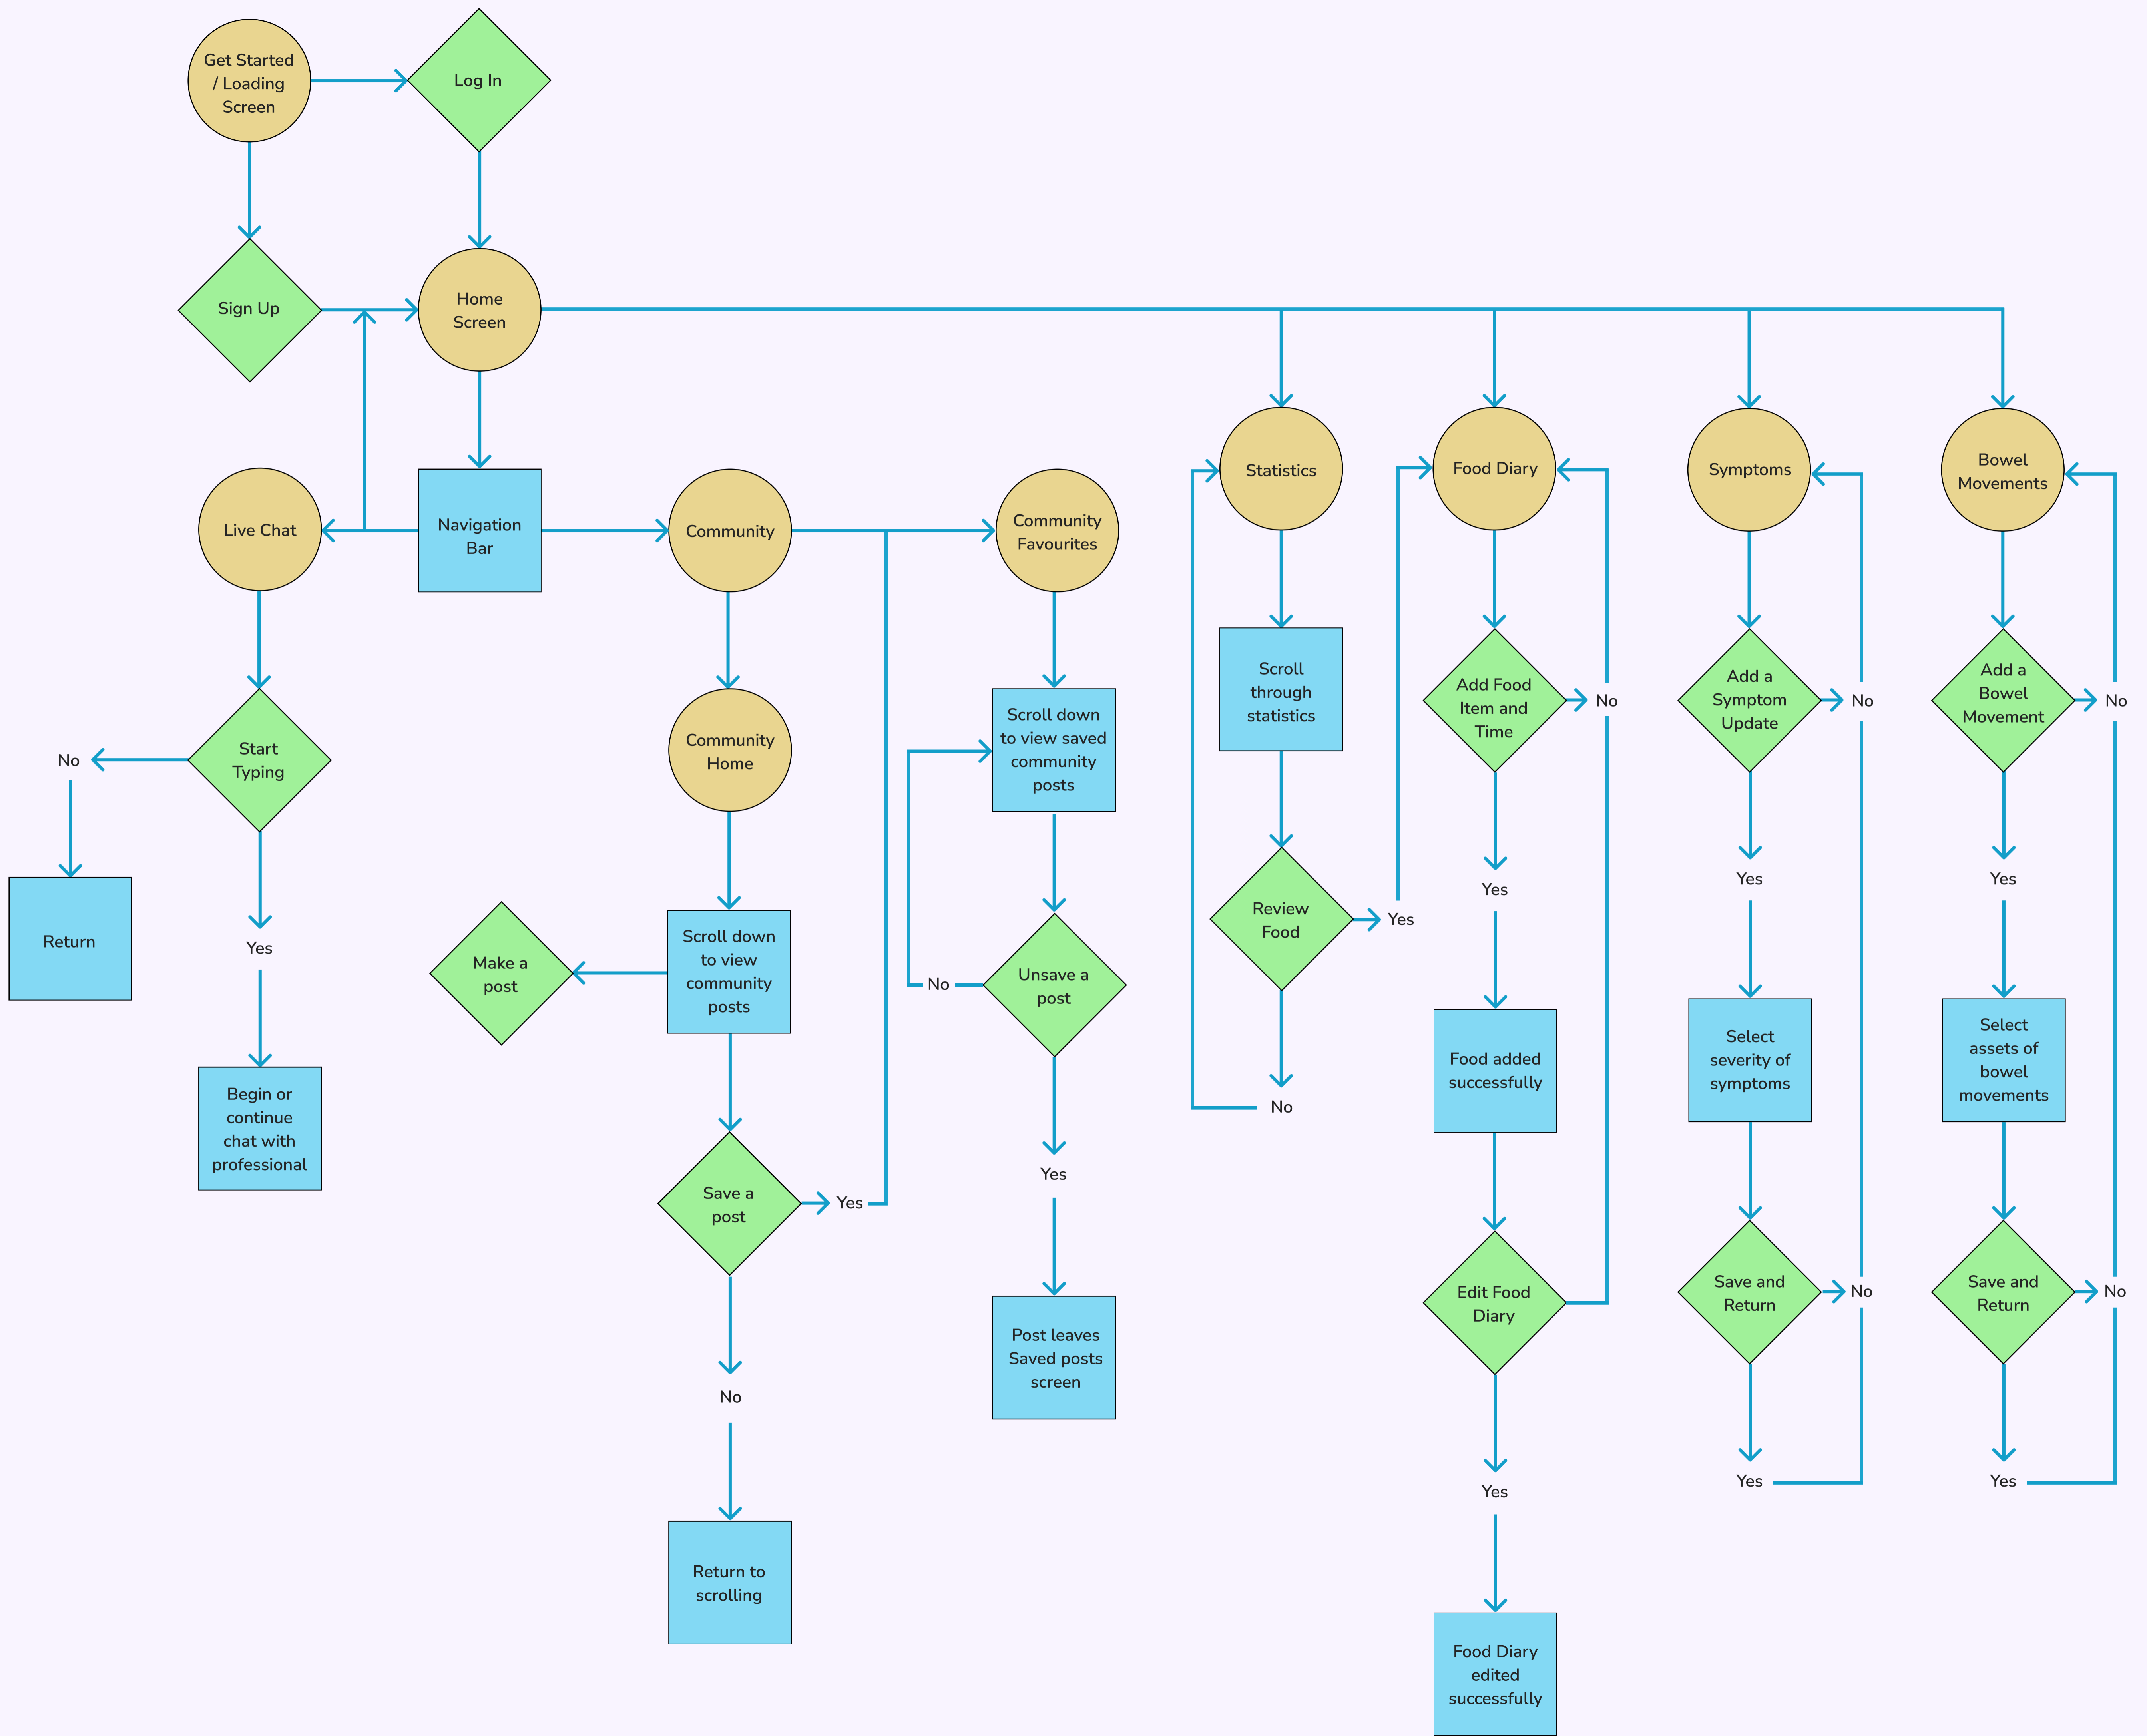 Get Started
/ Loading
Screen
Log In
Sign Up
Home
Screen
Live Chat
Navigation
Bar
Community
Community
Favourites
Statistics
Food Diary
Symptoms
Bowel
Movements
Start
Typing
No
Return
Yes
Begin or
continue
chat with
professional
Community
Home
Scroll down
to view
community
posts
Make a
post
Save a
post
Yes
No
Return to
scrolling
Scroll down
to view saved
community
posts
Unsave a
post
No
Yes
Post leaves
Saved posts
screen
Scroll
through
statistics
Review
Food
Yes
No
Add Food
Item and
Time
No
Yes
Food added
successfully
Edit Food
Diary
Yes
Food Diary
edited
successfully
Add a
Symptom
Update
No
Yes
Select
severity of
symptoms
Save and
Return
No
Yes
Add a
Bowel
Movement
No
Yes
Select
assets of
bowel
movements
Save and
Return
No
Yes